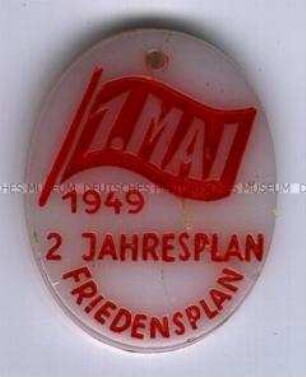 1. MAI
1949
2 JAHRESPLAN
FRIEDENSPLAN